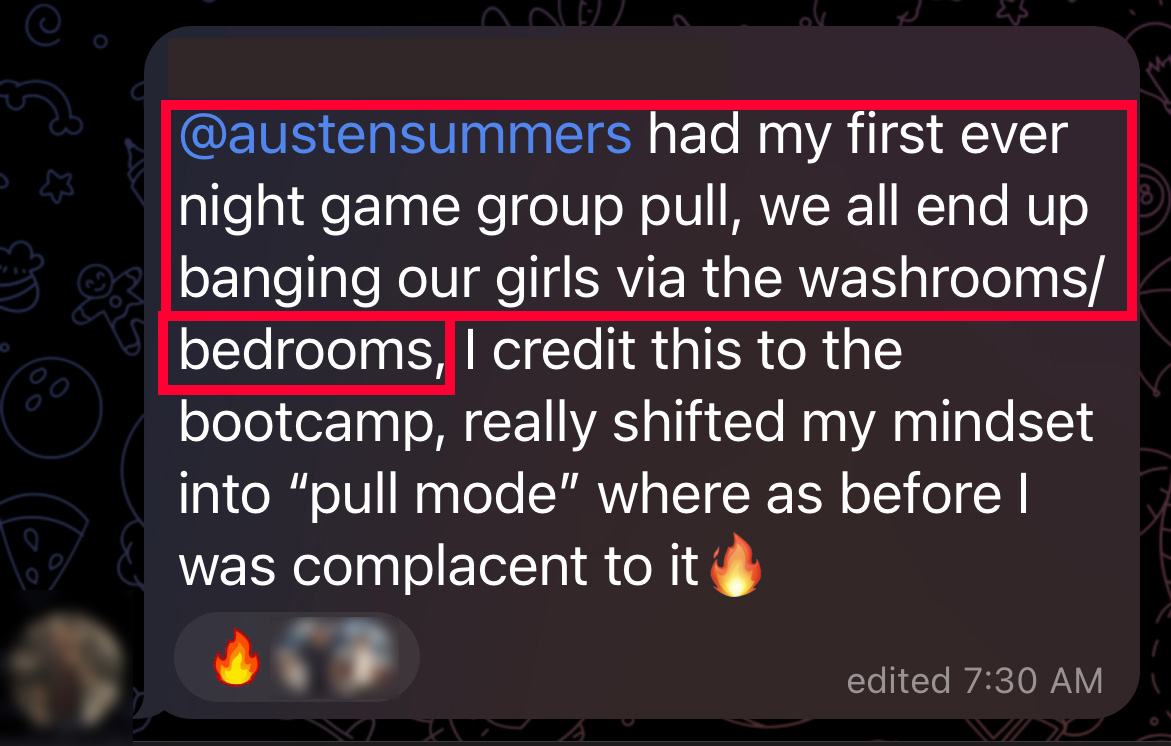 @austensummers had my first ever
night game group pull, we all end up
banging our girls via the washrooms/
bedrooms, I credit this to the
bootcamp, really shifted my mindset
into “pull mode” where as before I
was complacent to it🔥
🔥
edited 7:30 AM